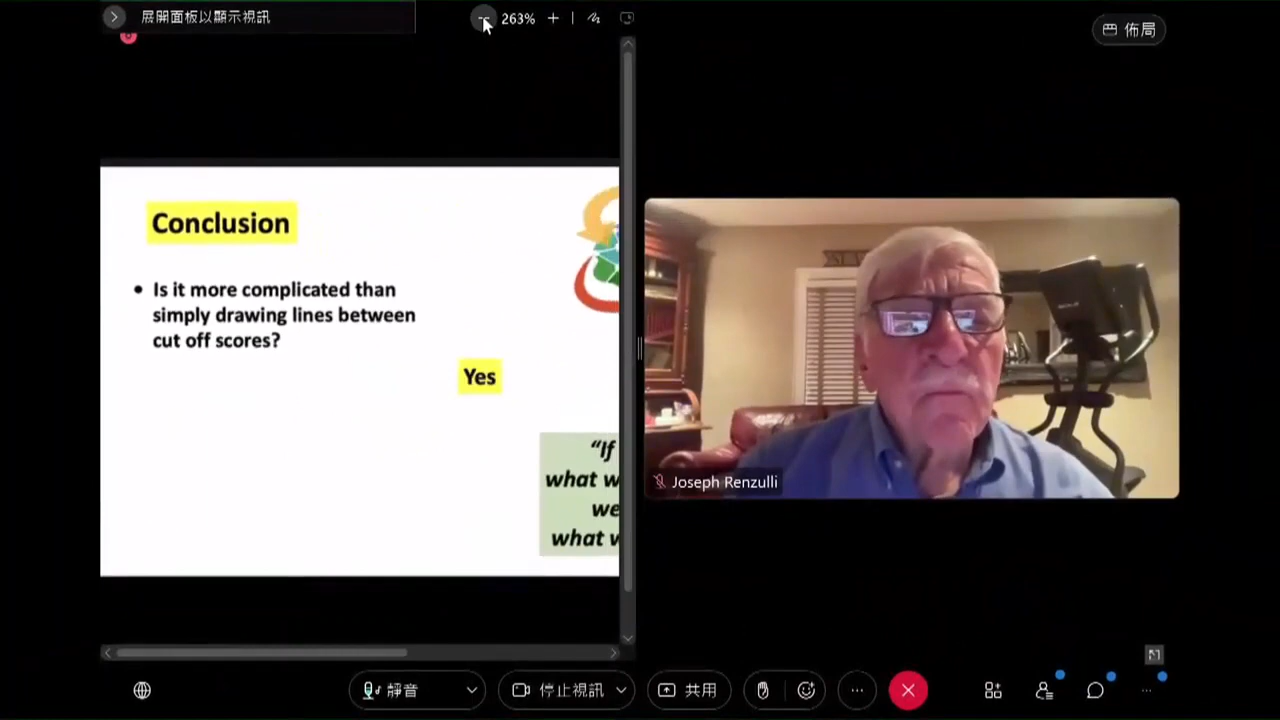 展開面板以顯示視訊
263%
佈局
Conclusion
• Is it more complicated than
simply drawing lines between
cut off scores?
Yes
“If
what w
we
what w
Joseph Renzulli
靜音
停止視訊
共用